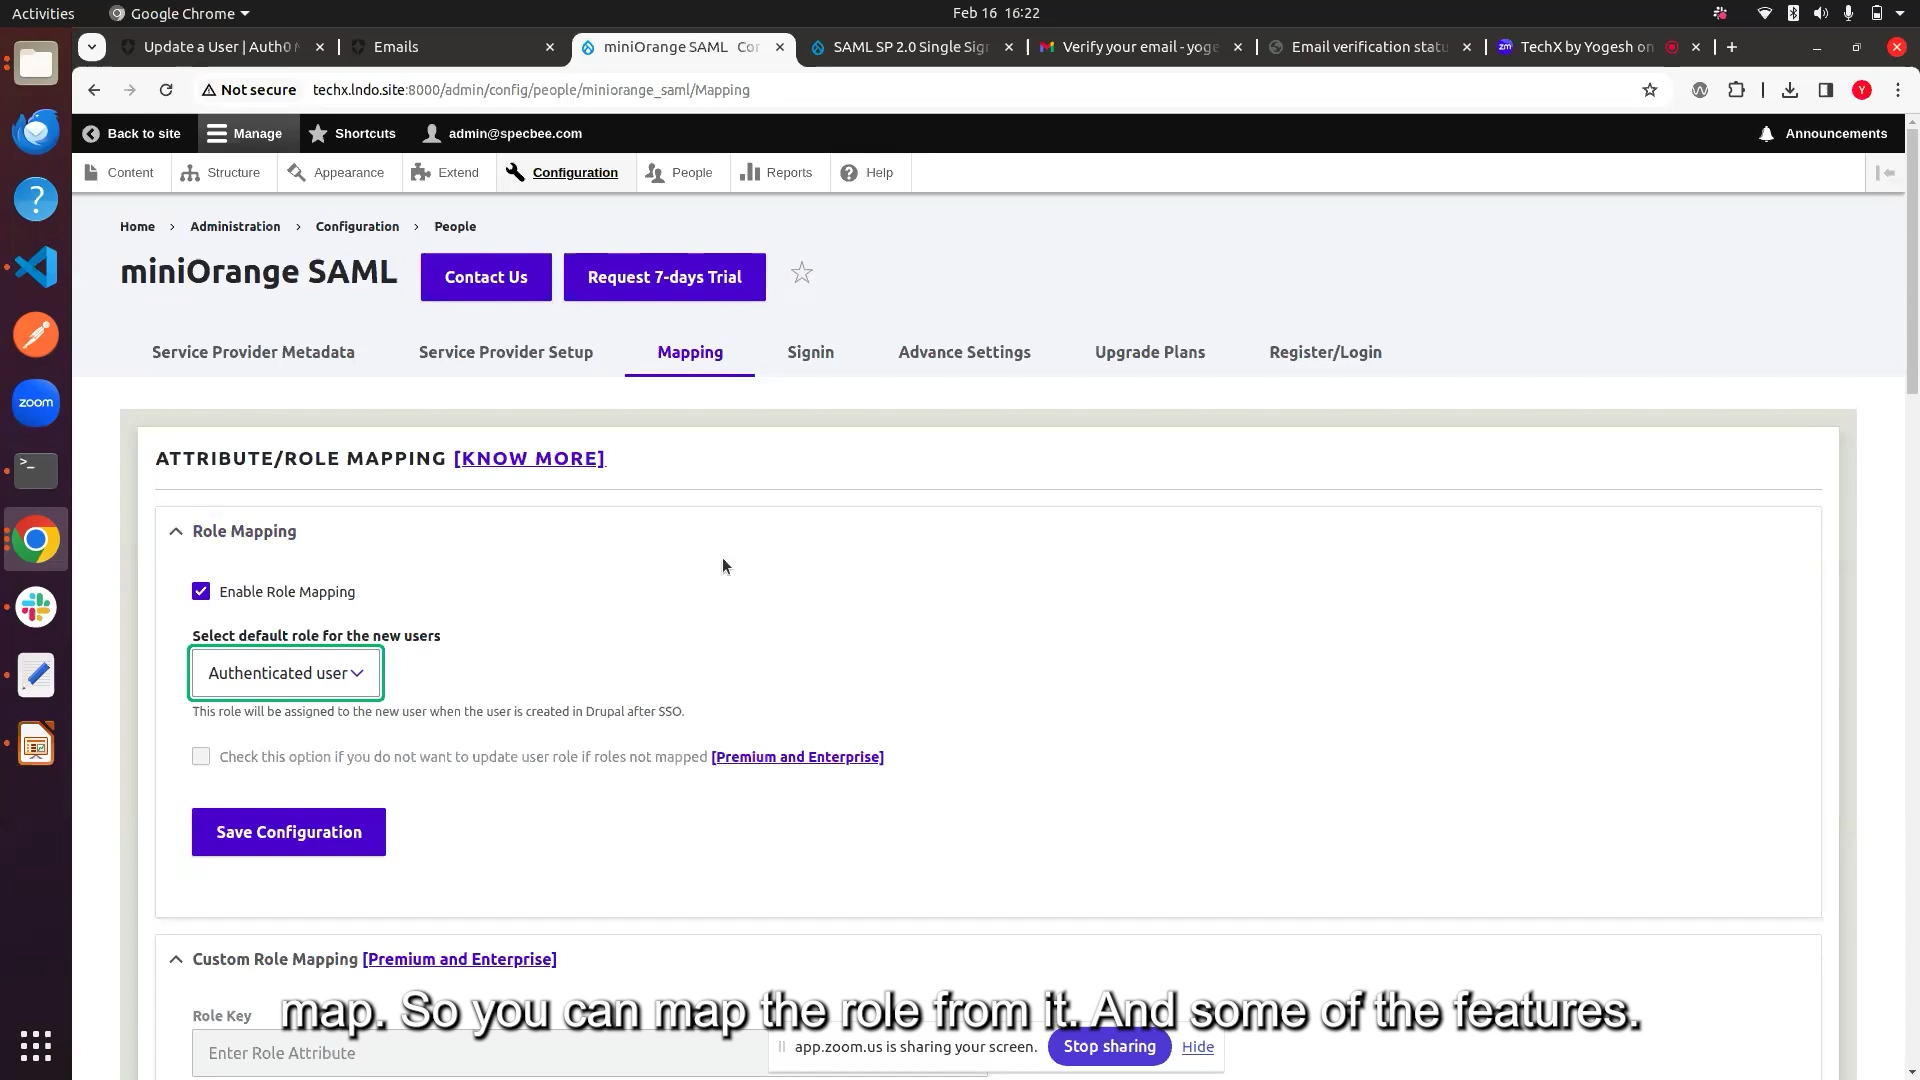 Activities
Google Chrome
Feb 16 16:22
Update a User | Auth0
Emails
miniOrange SAML Cor
SAML SP 2.0 Single Sig
Verify your email - yoge
Email verification statu
zm
TechX by Yogesh on
Not secure
techx.lndo.site:8000/admin/config/people/miniorange_saml/Mapping
Y
Back to site
Manage
Shortcuts
admin@specbee.com
Announcements
Content
Structure
Appearance
Extend
Configuration
People
Reports
Help
Home
Administration
Configuration
People
miniOrange SAML
Contact Us
Request 7-days Trial
Service Provider Metadata
Service Provider Setup
Mapping
Signin
Advance Settings
Upgrade Plans
Register/Login
zoom
ATTRIBUTE/ROLE MAPPING [KNOW MORE]
Role Mapping
Enable Role Mapping
Select default role for the new users
Authenticated user
This role will be assigned to the new user when the user is created in Drupal after SSO.
Check this option if you do not want to update user role if roles not mapped [Premium and Enterprise]
Save Configuration
Custom Role Mapping [Premium and Enterprise]
map. So you can map the role from it. And some of the features.
Role Key
Enter Role Attribute
app.zoom.us is sharing your screen.
Stop sharing
Hide